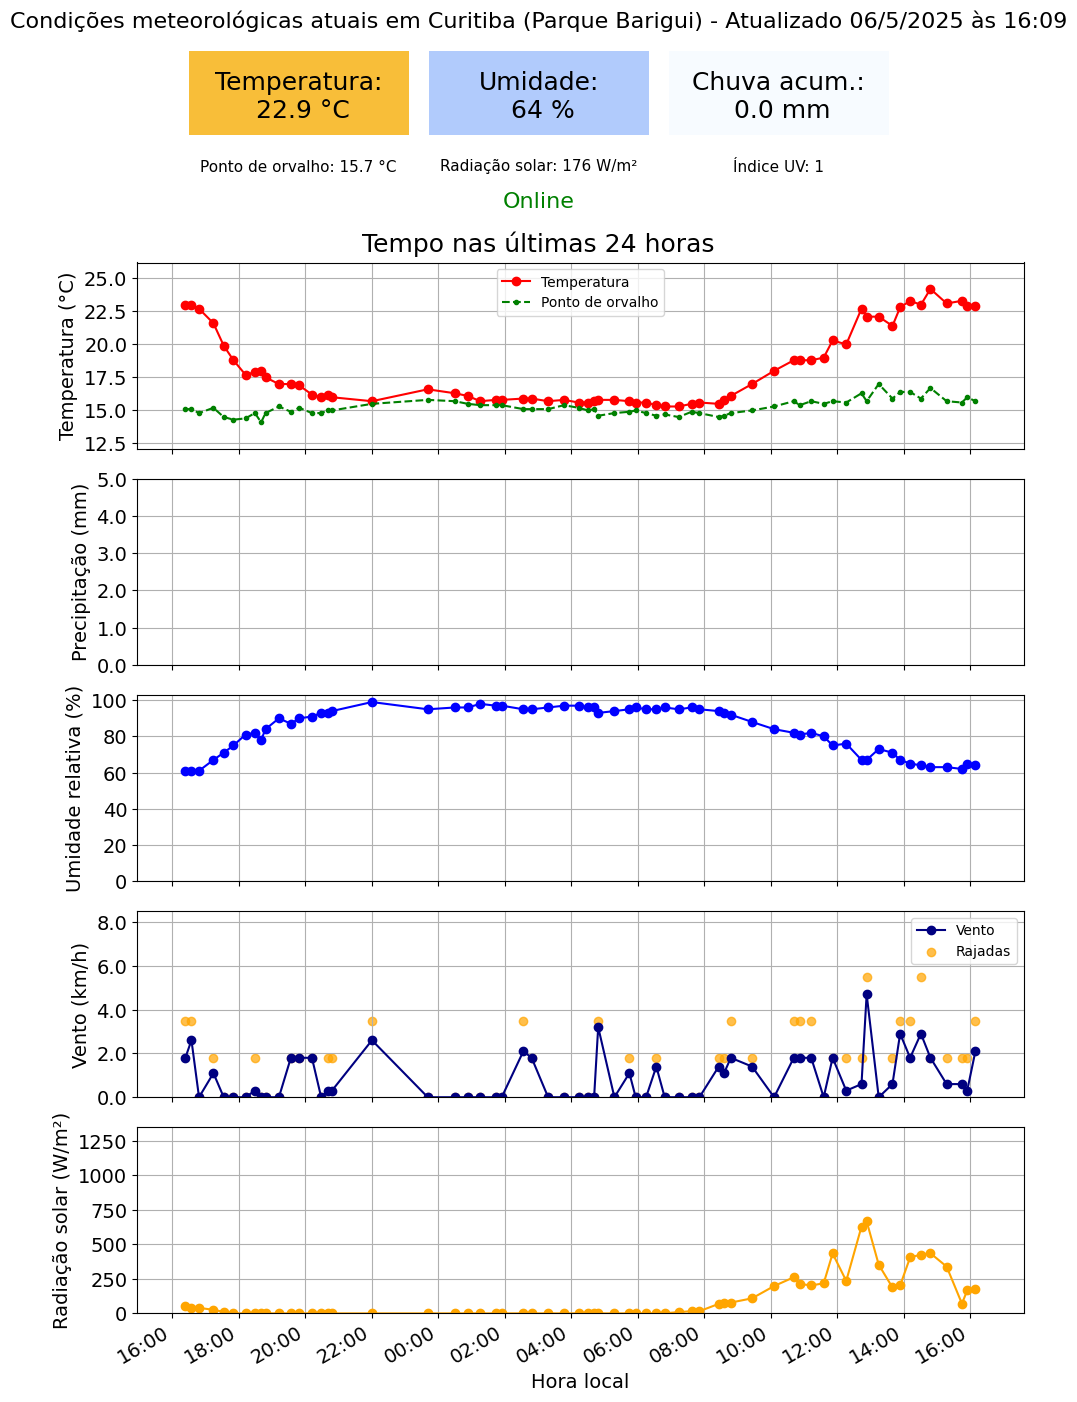 Condições meteorológicas atuais em Curitiba (Parque Barigui) - Atualizado 06/5/2025 às 16:09
Temperatura:
22.9 °C
Umidade:
64 %
Chuva acum.:
0.0 mm
Ponto de orvalho: 15.7 °C
Radiação solar: 176 W/m²
Índice UV: 1
Online
Tempo nas últimas 24 horas
Temperatura (°C)
25.0
22.5
20.0
17.5
15.0
12.5
Temperatura
Ponto de orvalho
Precipitação (mm)
5.0
4.0
3.0
2.0
1.0
0.0
Umidade relativa (%)
100
80
60
40
20
0
Vento (km/h)
8.0
6.0
4.0
2.0
0.0
Vento
Rajadas
Radiação solar (W/m²)
1250
1000
750
500
250
0
16:00
18:00
20:00
22:00
00:00
02:00
04:00
06:00
08:00
10:00
12:00
14:00
16:00
Hora local